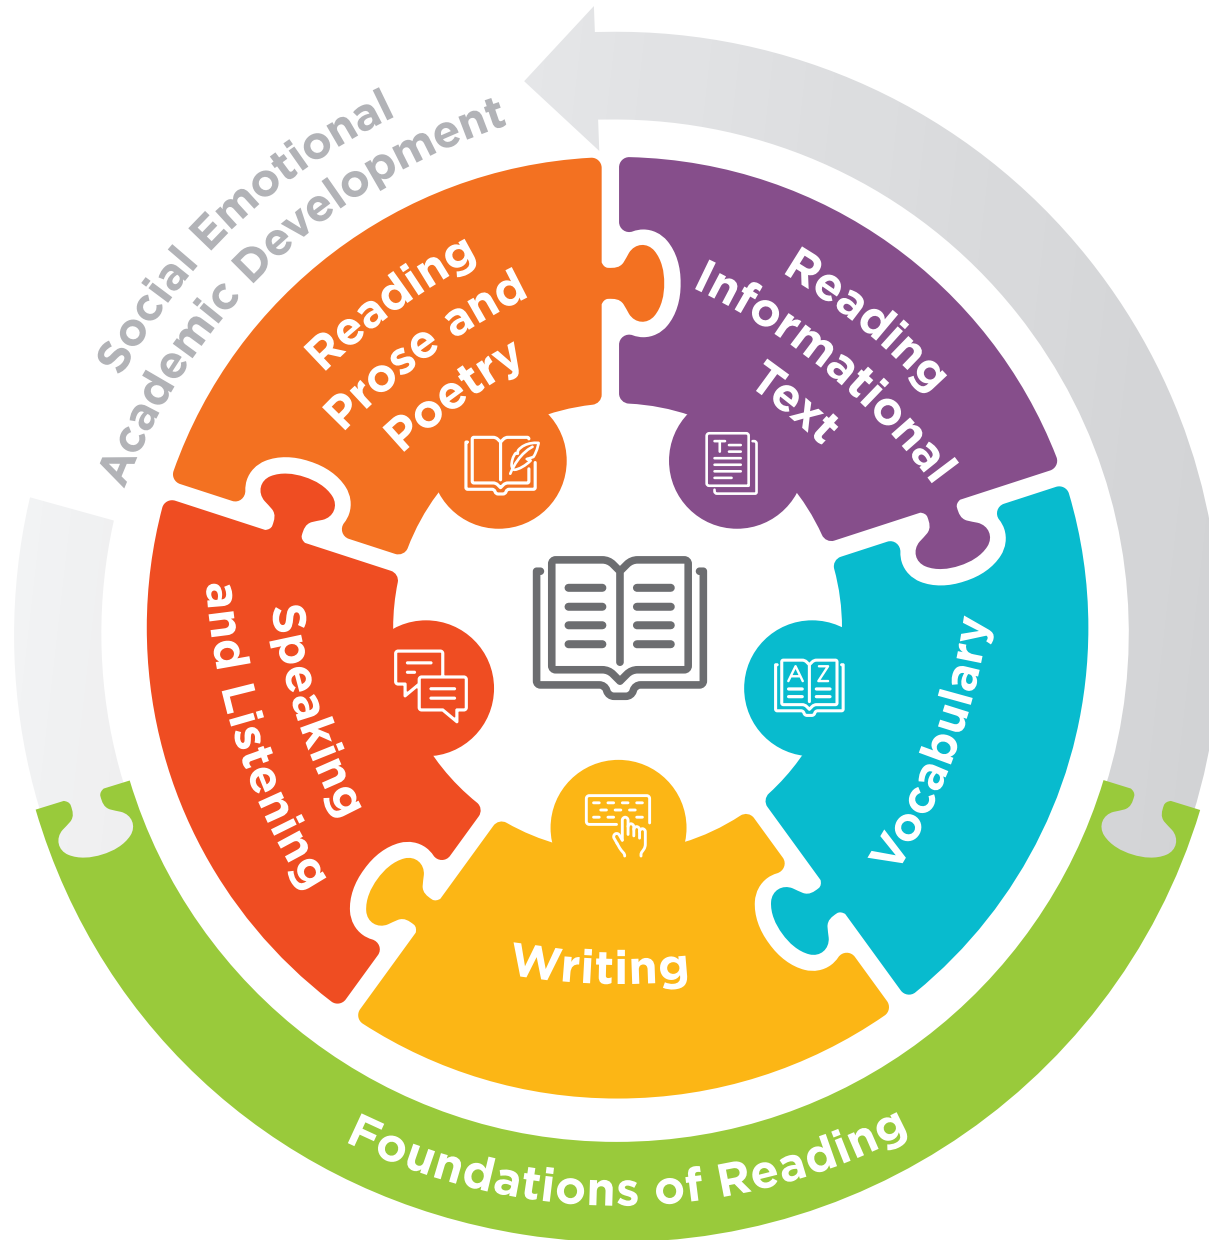 Social Emotional
Academic Development
Reading
Prose and
Poetry
Reading
Informational
Text
Speaking
and Listening
A Z
Vocabulary
Writing
Foundations of Reading
T